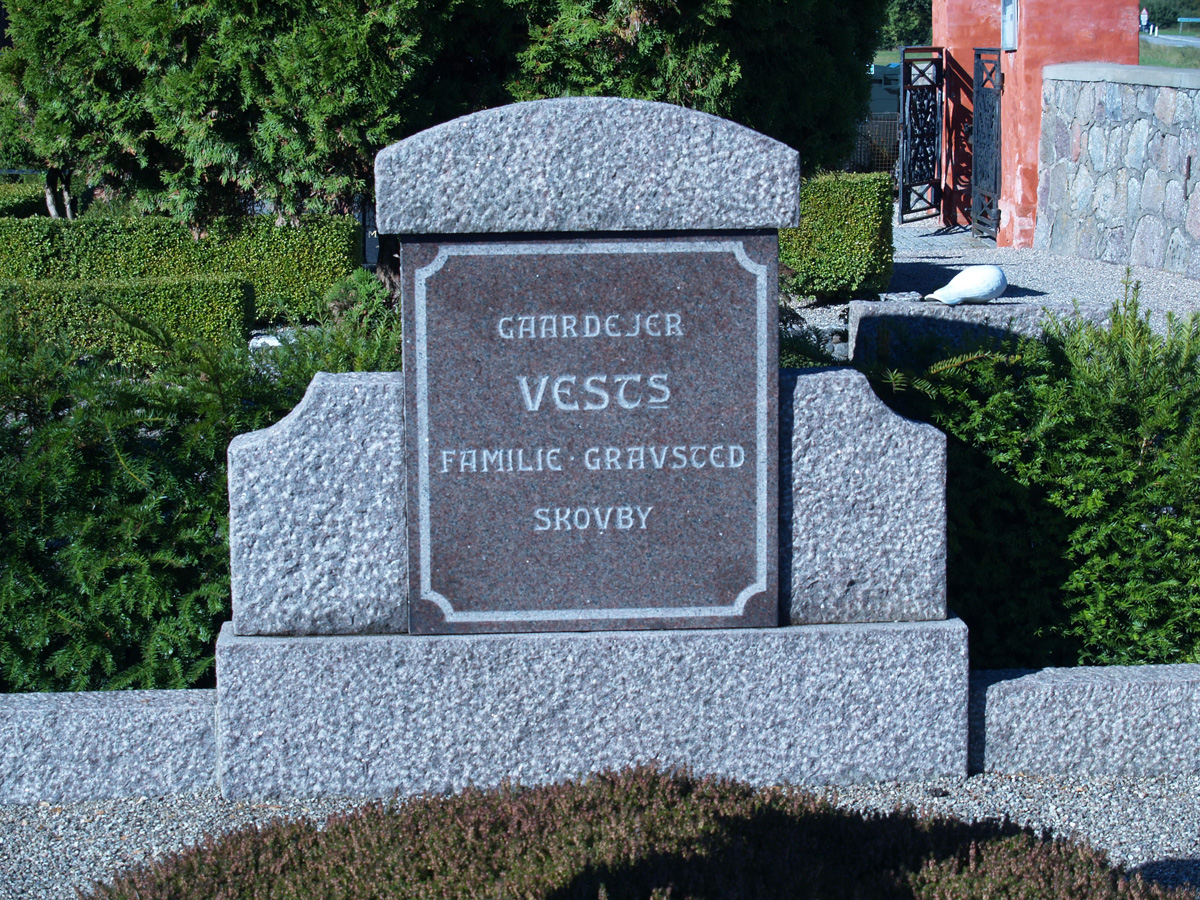 GAARDEJER
VESTS
FAMILIE · GRAVSTED
SKOVBY